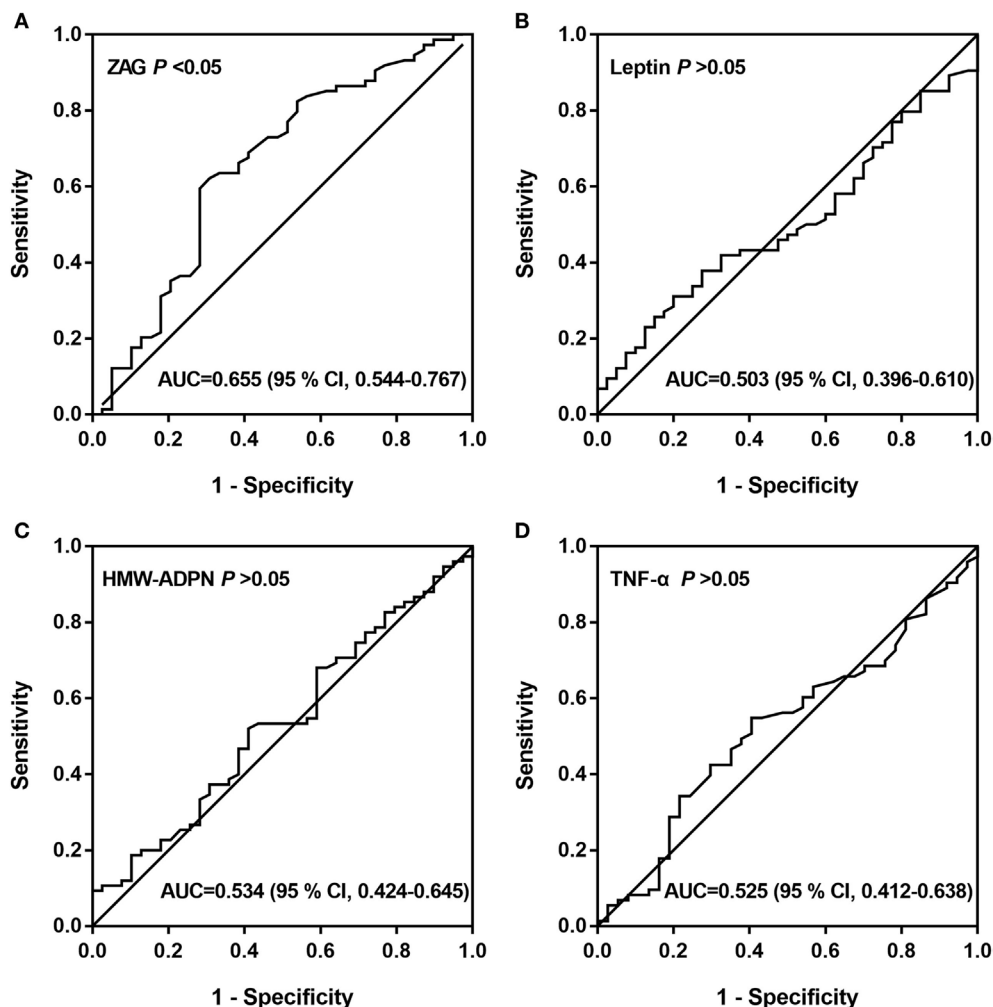 A
ZAG P <0.05
AUC=0.655 (95 % CI, 0.544-0.767)
Sensitivity
1.0
0.8
0.6
0.4
0.2
0.0
0.0 0.2 0.4 0.6 0.8 1.0
1 - Specificity
B
Leptin P >0.05
AUC=0.503 (95 % CI, 0.396-0.610)
Sensitivity
1.0
0.8
0.6
0.4
0.2
0.0
0.0 0.2 0.4 0.6 0.8 1.0
1 - Specificity
C
HMW-ADPN P >0.05
AUC=0.534 (95 % CI, 0.424-0.645)
Sensitivity
1.0
0.8
0.6
0.4
0.2
0.0
0.0 0.2 0.4 0.6 0.8 1.0
1 - Specificity
D
TNF-α P >0.05
AUC=0.525 (95 % CI, 0.412-0.638)
Sensitivity
1.0
0.8
0.6
0.4
0.2
0.0
0.0 0.2 0.4 0.6 0.8 1.0
1 - Specificity